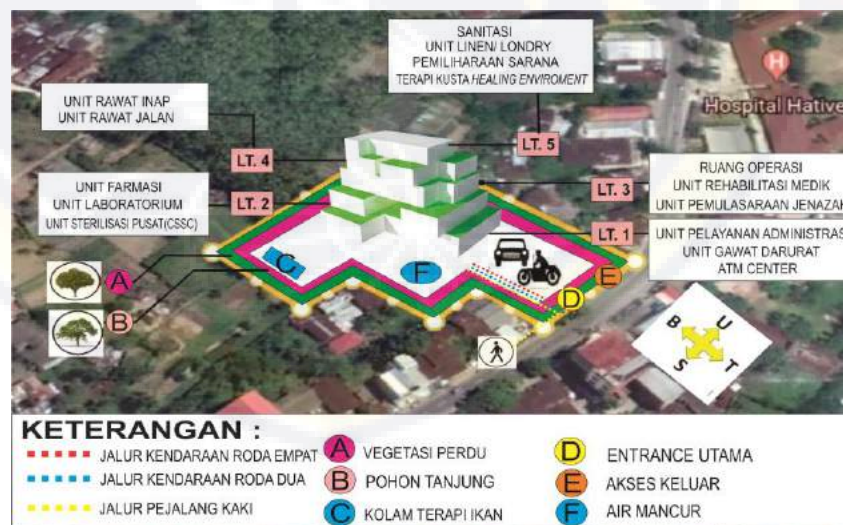 SANITASI
UNIT LINEN/ LONDRY
PEMILIHARAAN SARANA
TERAPI KUSTA HEALING ENVIROMENT
UNIT RAWAT INAP
UNIT RAWAT JALAN
LT. 4
LT. 5
Hospital Hative
UNIT FARMASI
UNIT LABORATORIUM
UNIT STERILISASI PUSAT(CSSC)
LT. 2
LT. 3
RUANG OPERASI
UNIT REHABILITASI MEDIK
UNIT PEMULASARAAN JENAZAH
LT. 1
UNIT PELAYANAN ADMINISTRAS
UNIT GAWAT DARURAT
ATM CENTER
A
B
C
F
E
D
B U
S T
KETERANGAN :
JALUR KENDARAAN RODA EMPAT
JALUR KENDARAAN RODA DUA
JALUR PEJALANG KAKI
A VEGETASI PERDU
B POHON TANJUNG
C KOLAM TERAPI IKAN
D ENTRANCE UTAMA
E AKSES KELUAR
F AIR MANCUR